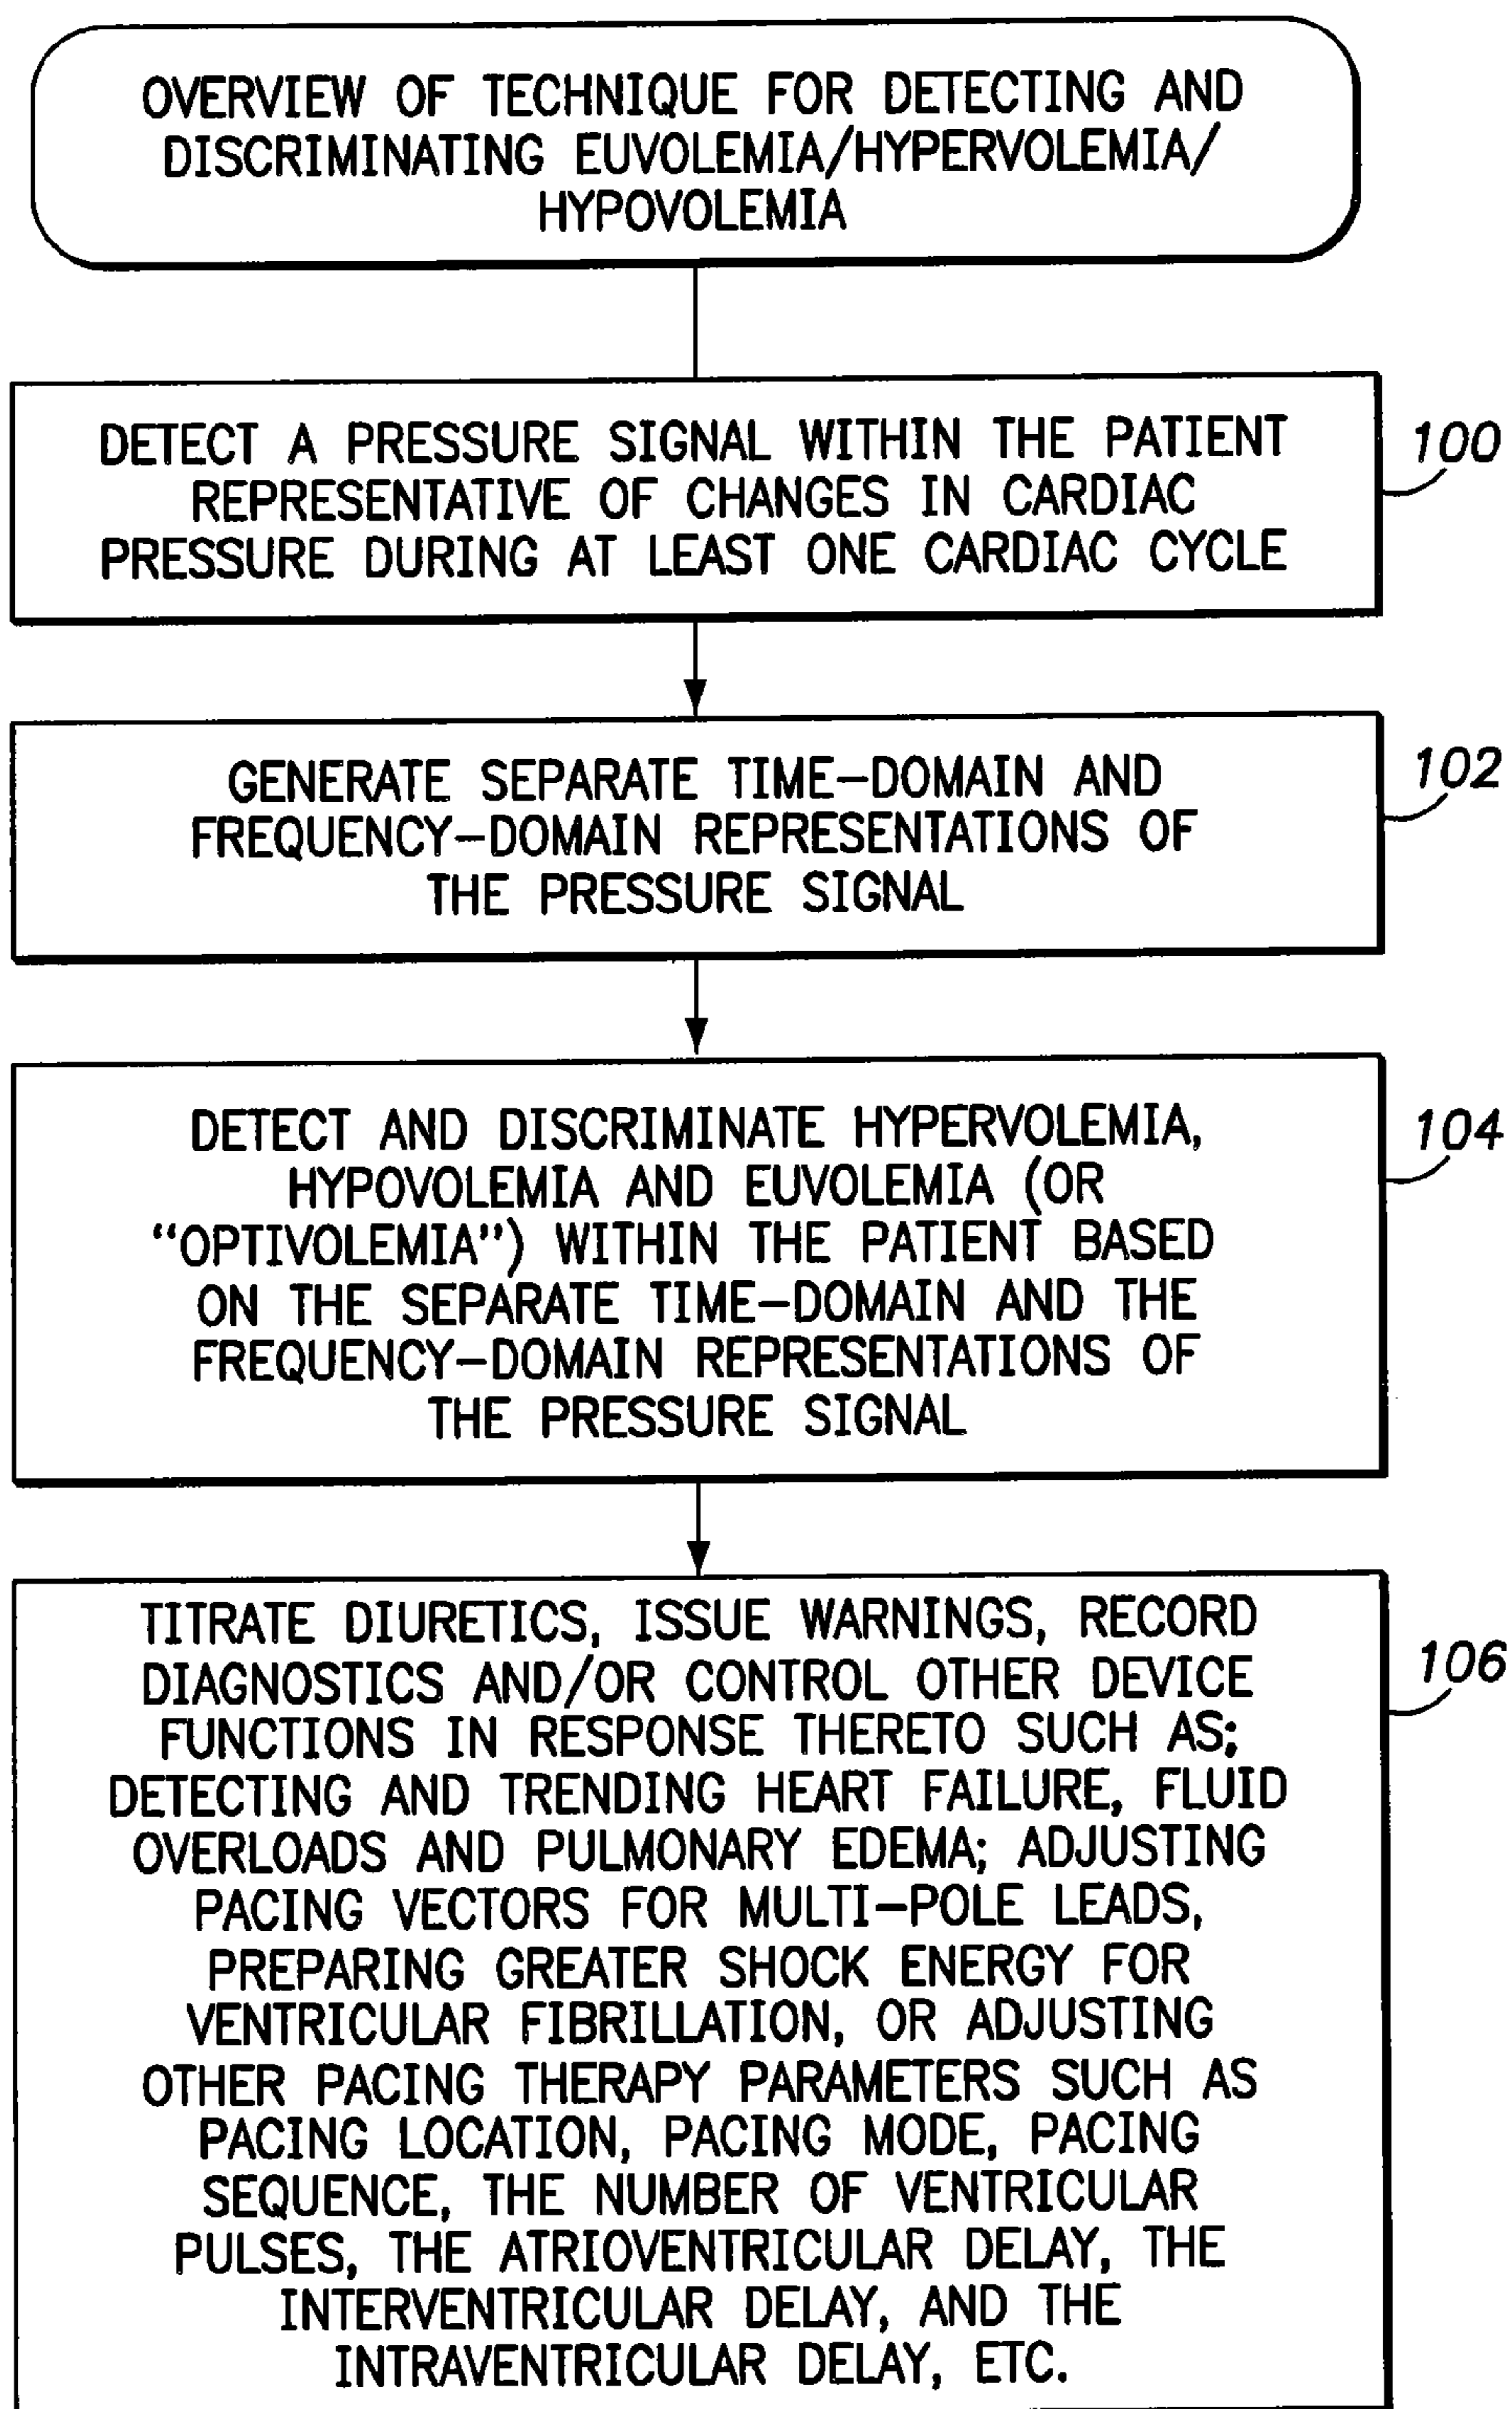 OVERVIEW OF TECHNIQUE FOR DETECTING AND
DISCRIMINATING EUVOLEMIA/HYPERVOLEMIA/
HYPOVOLEMIA
DETECT A PRESSURE SIGNAL WITHIN THE PATIENT
REPRESENTATIVE OF CHANGES IN CARDIAC
PRESSURE DURING AT LEAST ONE CARDIAC CYCLE
100
GENERATE SEPARATE TIME-DOMAIN AND
FREQUENCY-DOMAIN REPRESENTATIONS OF
THE PRESSURE SIGNAL
102
DETECT AND DISCRIMINATE HYPERVOLEMIA,
HYPOVOLEMIA AND EUVOLEMIA (OR
“OPTIVOLEMIA”) WITHIN THE PATIENT BASED
ON THE SEPARATE TIME-DOMAIN AND THE
FREQUENCY-DOMAIN REPRESENTATIONS OF
THE PRESSURE SIGNAL
104
TITRATE DIURETICS, ISSUE WARNINGS, RECORD
DIAGNOSTICS AND/OR CONTROL OTHER DEVICE
FUNCTIONS IN RESPONSE THERETO SUCH AS;
DETECTING AND TRENDING HEART FAILURE, FLUID
OVERLOADS AND PULMONARY EDEMA; ADJUSTING
PACING VECTORS FOR MULTI-POLE LEADS,
PREPARING GREATER SHOCK ENERGY FOR
VENTRICULAR FIBRILLATION, OR ADJUSTING
OTHER PACING THERAPY PARAMETERS SUCH AS
PACING LOCATION, PACING MODE, PACING
SEQUENCE, THE NUMBER OF VENTRICULAR
PULSES, THE ATRIOVENTRICULAR DELAY, THE
INTERVENTRICULAR DELAY, AND THE
INTRAVENTRICULAR DELAY, ETC.
106